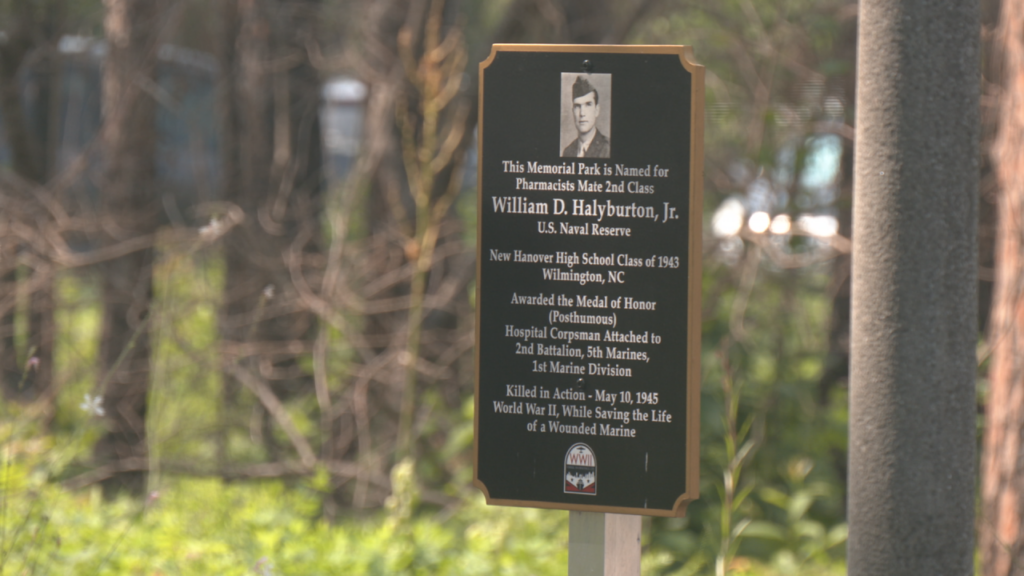 This Memorial Park is Named for
Pharmacists Mate 2nd Class
William D. Halyburton, Jr.
U.S. Naval Reserve
New Hanover High School Class of 1943
Wilmington, NC
Awarded the Medal of Honor
(Posthumous)
Hospital Corpsman Attached to
2nd Battalion, 5th Marines,
1st Marine Division
Killed in Action - May 10, 1945
World War II, While Saving the Life
of a Wounded Marine
WWII